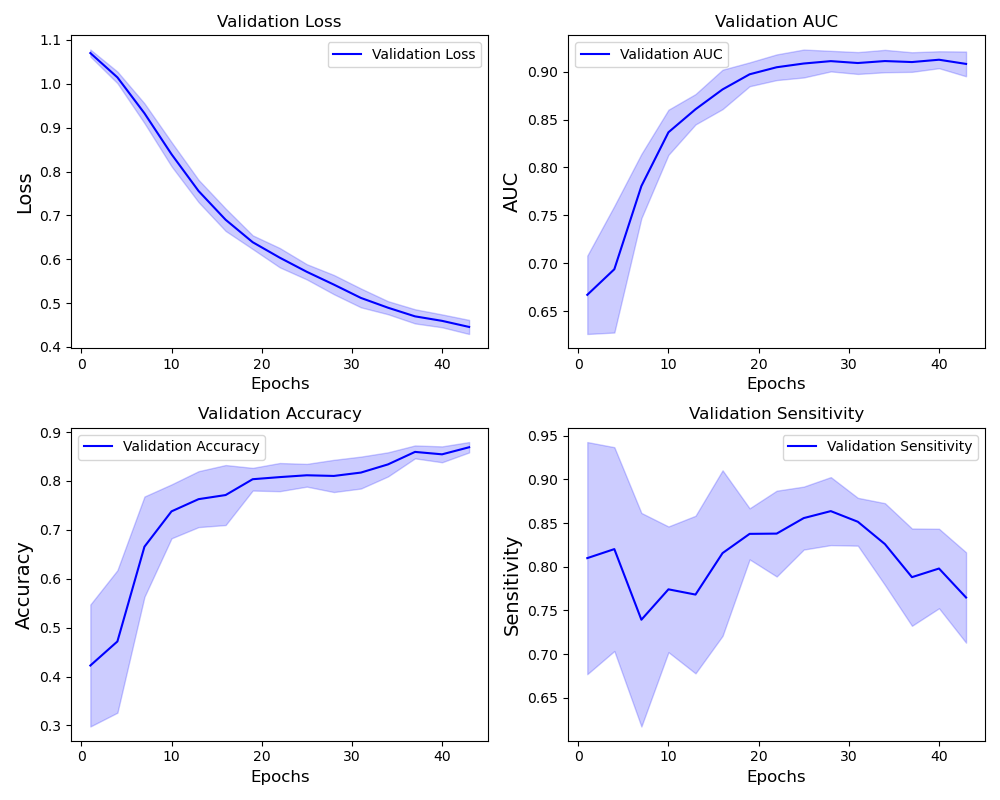 Validation Loss
Validation Loss
1.1
1.0
0.9
0.8
0.7
0.6
0.5
0.4
Loss
0 10 20 30 40
Epochs
Validation AUC
Validation AUC
0.90
0.85
0.80
0.75
0.70
0.65
AUC
0 10 20 30 40
Epochs
Validation Accuracy
Validation Accuracy
0.9
0.8
0.7
0.6
0.5
0.4
0.3
Accuracy
0 10 20 30 40
Epochs
Validation Sensitivity
Validation Sensitivity
0.95
0.90
0.85
0.80
0.75
0.70
0.65
Sensitivity
0 10 20 30 40
Epochs